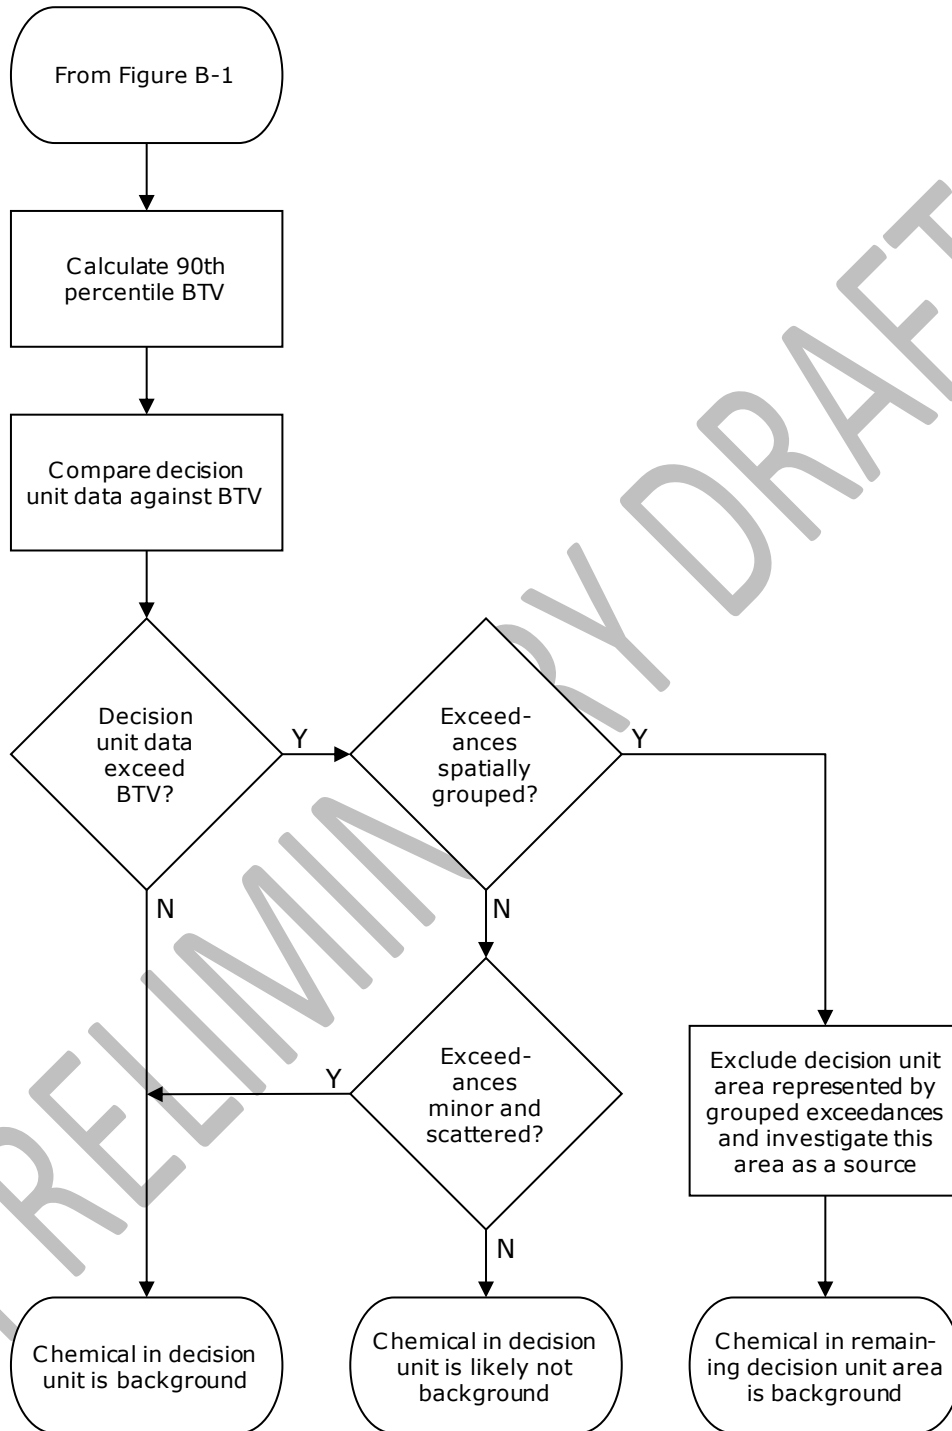 From Figure B-1
Calculate 90th
percentile BTV
Compare decision
unit data against BTV
Decision
unit data
exceed
BTV?
Y
N
Exceed-
ances
spatially
grouped?
Y
N
Exceed-
ances
minor and
scattered?
Y
N
Exclude decision unit
area represented by
grouped exceedances
and investigate this
area as a source
Chemical in decision
unit is background
Chemical in decision
unit is likely not
background
Chemical in remain-
ing decision unit area
is background
PRELIMINARY DRAFT